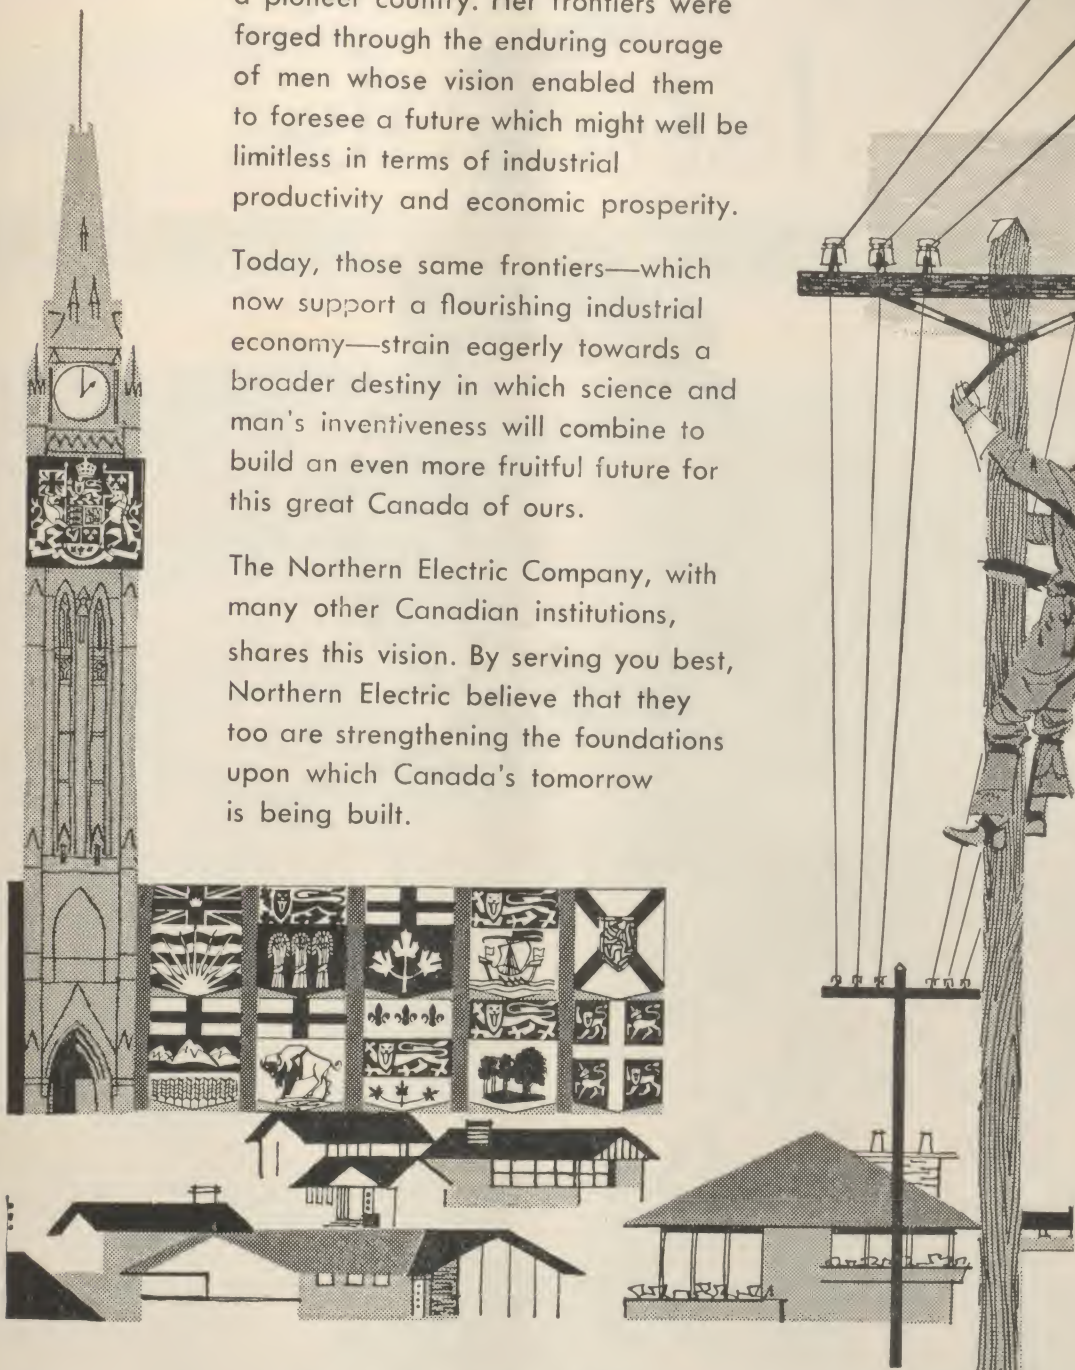 a pioneer country. Her frontiers were
forged through the enduring courage
of men whose vision enabled them
to foresee a future which might well be
limitless in terms of industrial
productivity and economic prosperity.
Today, those same frontiers—which
now support a flourishing industrial
economy—strain eagerly towards a
broader destiny in which science and
man's inventiveness will combine to
build an even more fruitful future for
this great Canada of ours.
The Northern Electric Company, with
many other Canadian institutions,
shares this vision. By serving you best,
Northern Electric believe that they
too are strengthening the foundations
upon which Canada's tomorrow
is being built.